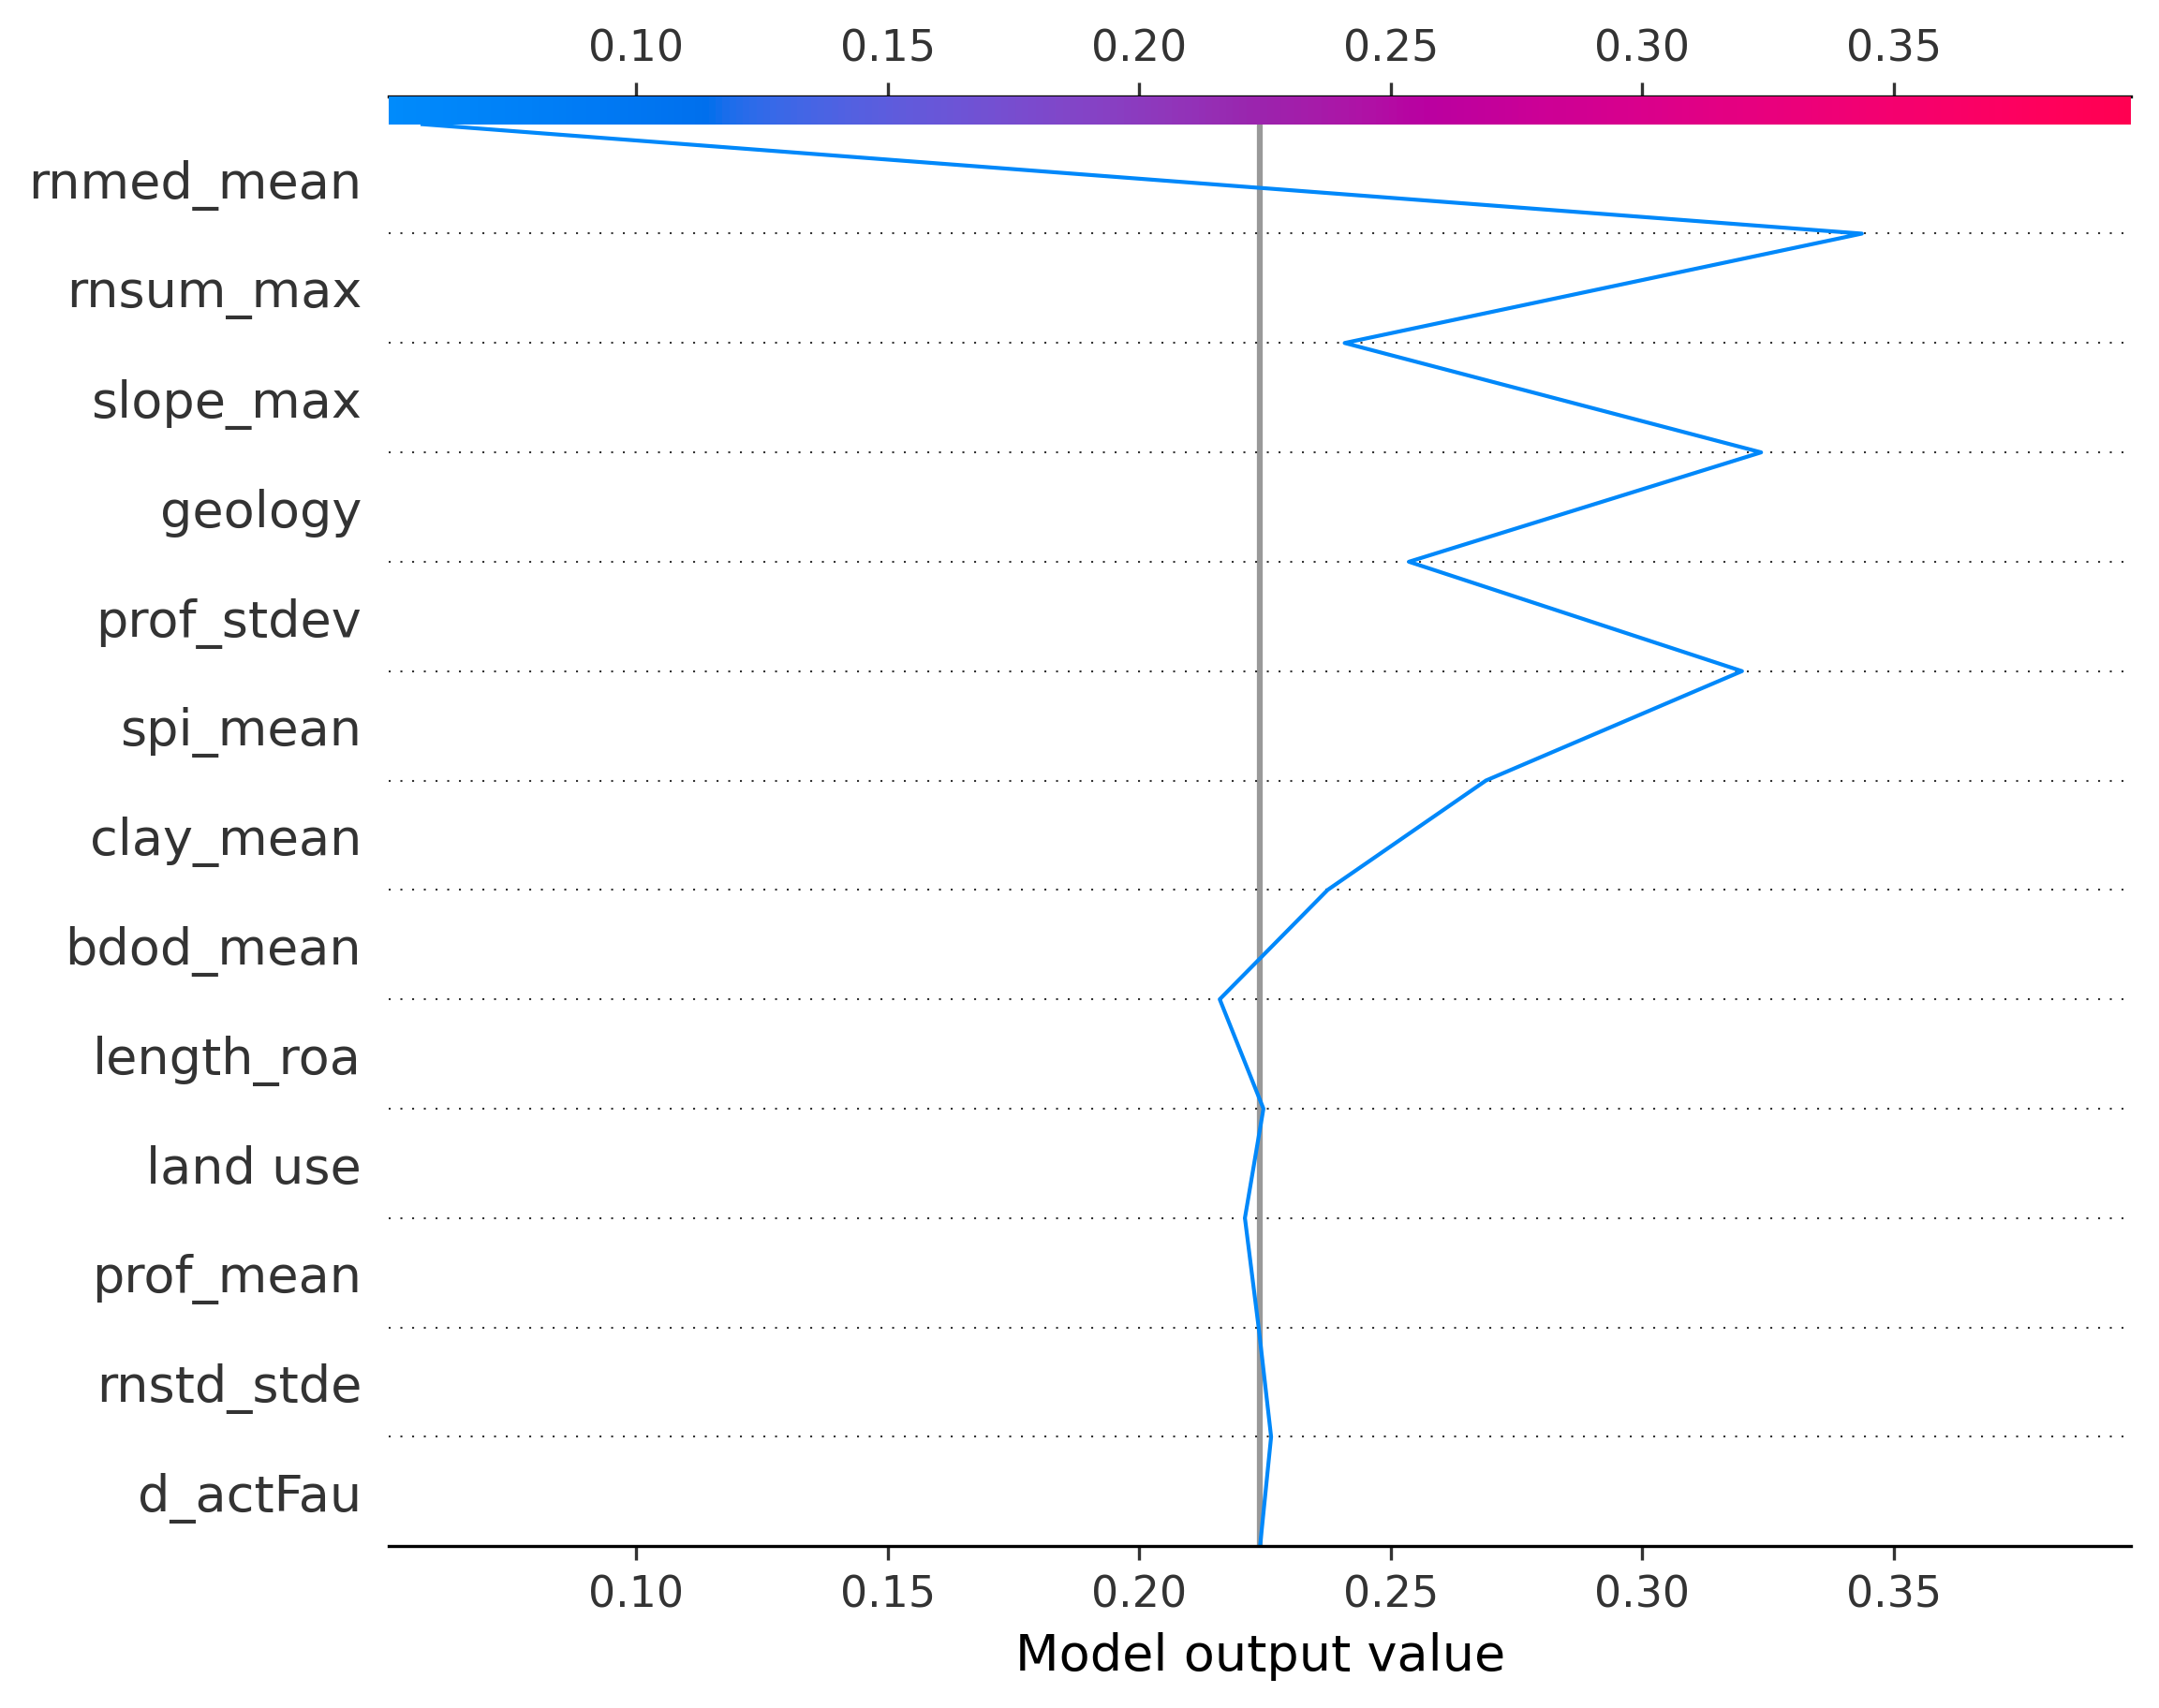 0.10 0.15 0.20 0.25 0.30 0.35
rnmed_mean
rnsum_max
slope_max
geology
prof_stdev
spi_mean
clay_mean
bdod_mean
length_roa
land use
prof_mean
rnstd_stde
d_actFau
0.10 0.15 0.20 0.25 0.30 0.35
Model output value